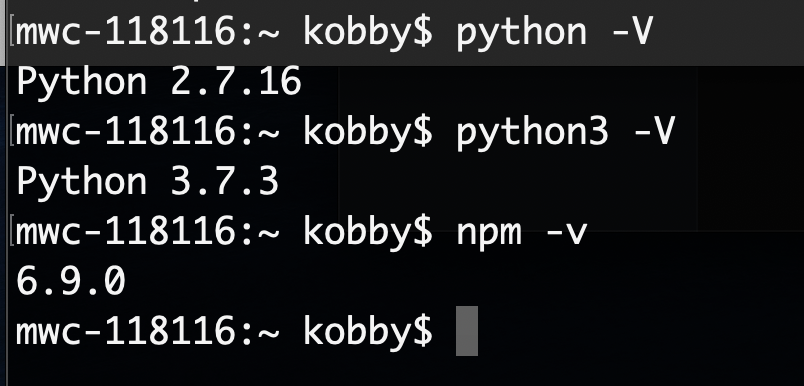 [mwc-118116:~ kobby$ python -V
Python 2.7.16
[mwc-118116:~ kobby$ python3 -V
Python 3.7.3
[mwc-118116:~ kobby$ npm -v
6.9.0
mwc-118116:~ kobby$